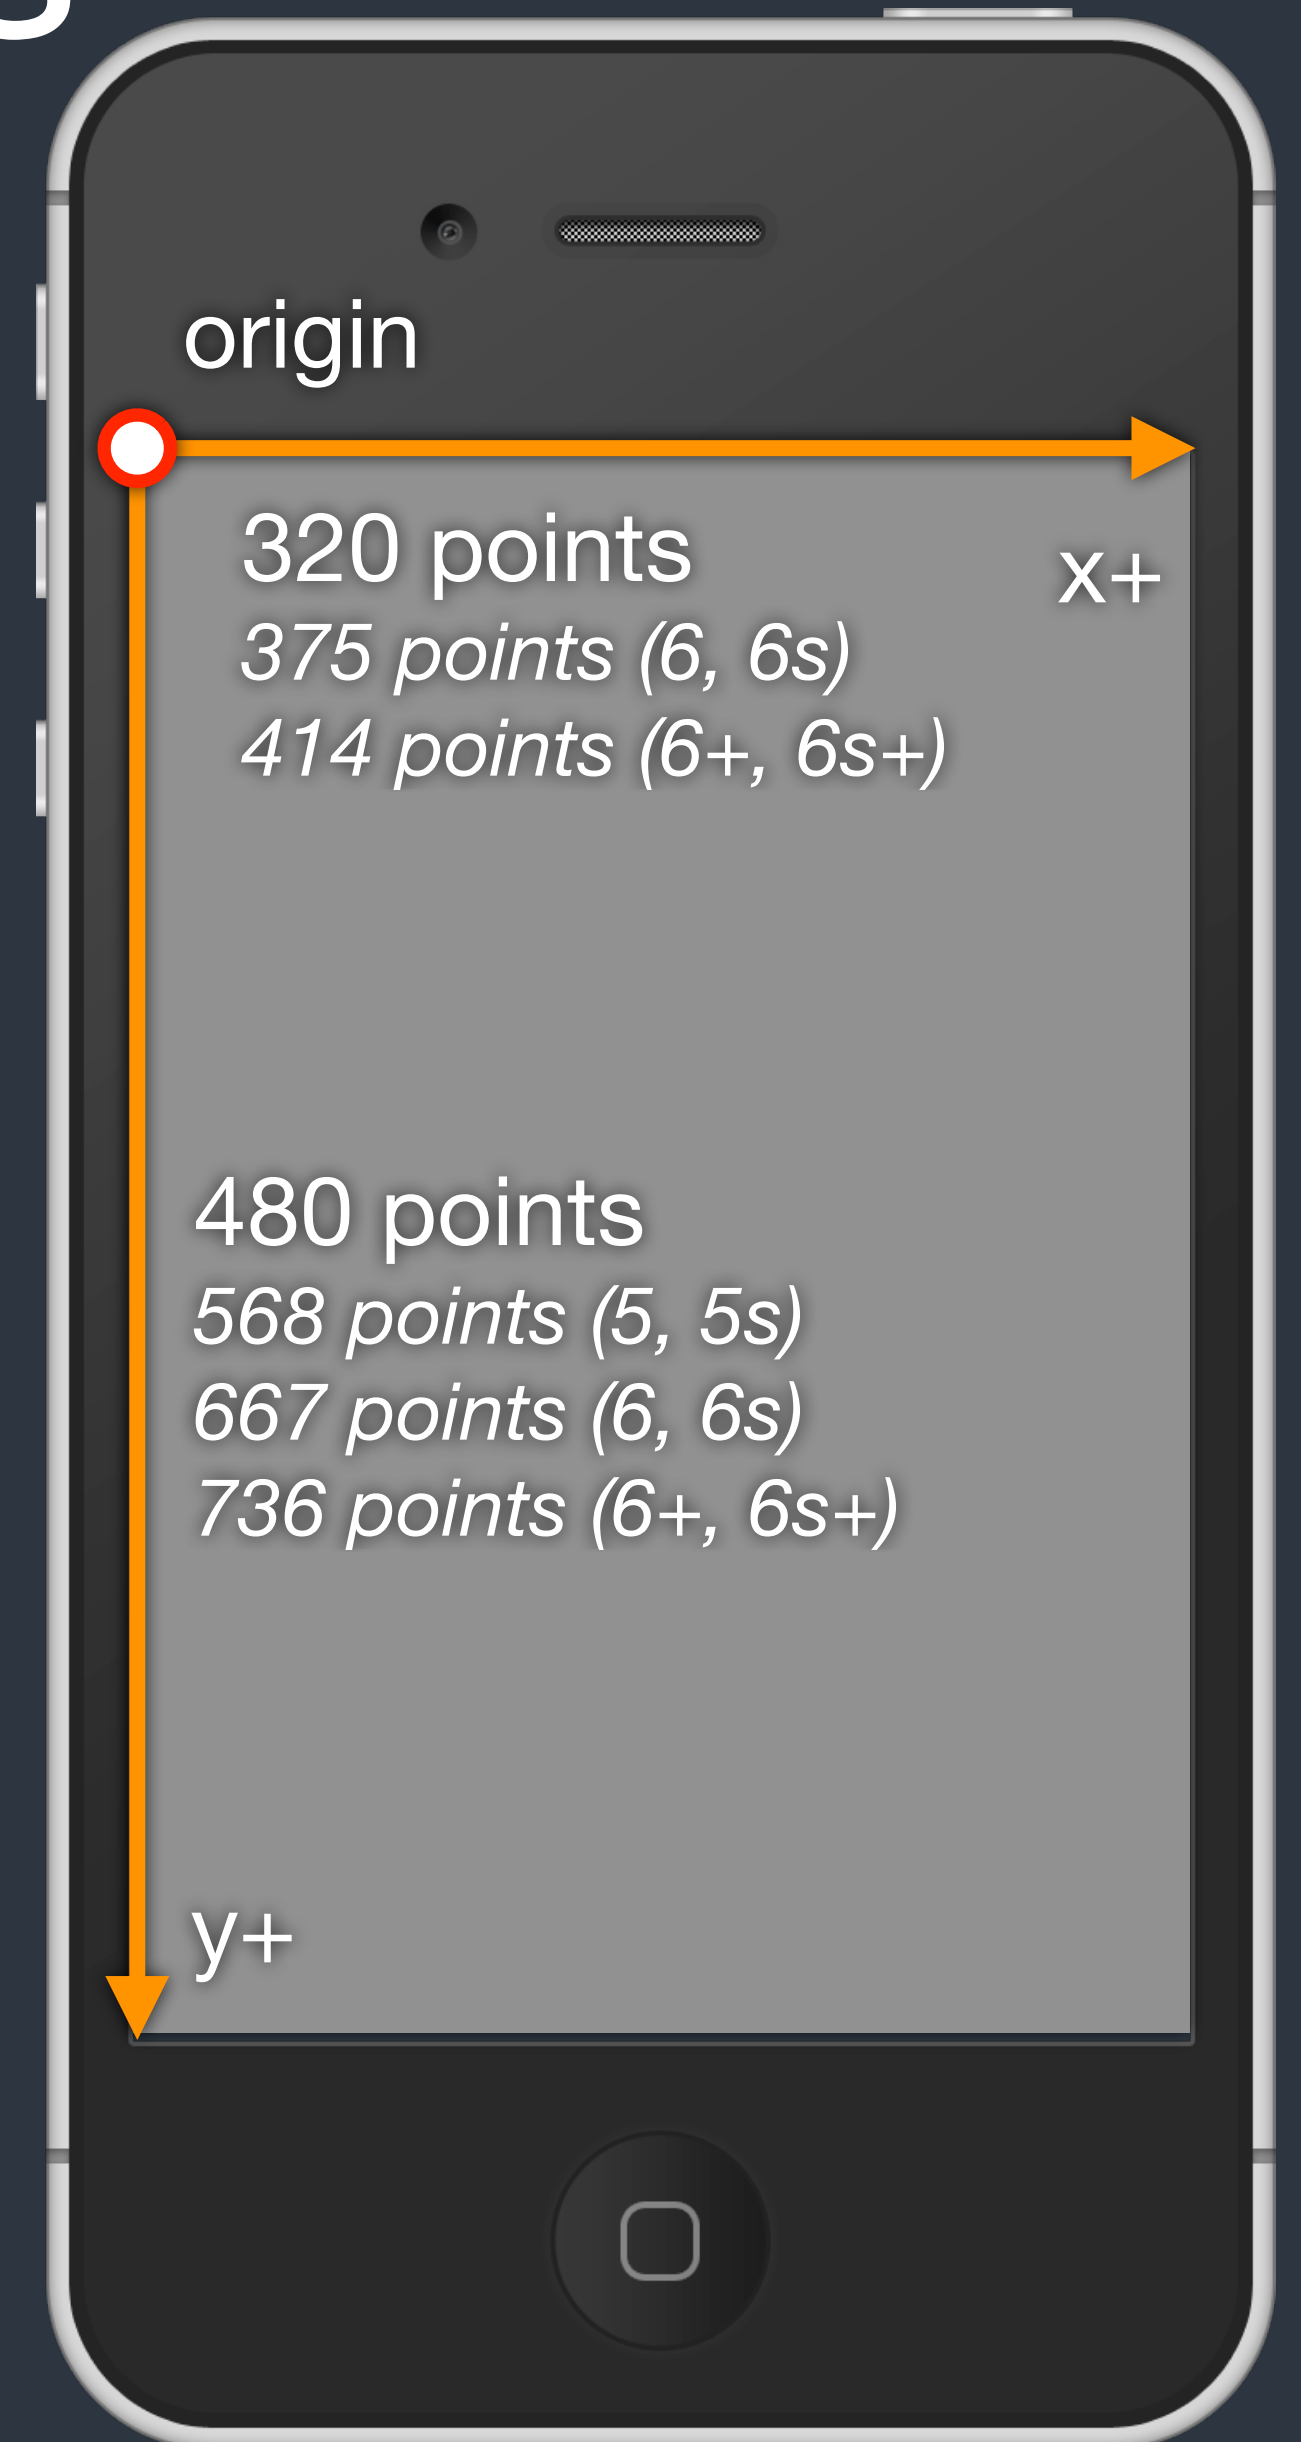 origin
320 points
x+
375 points (6, 6s)
414 points (6+, 6s+)
480 points
568 points (5, 5s)
667 points (6, 6s)
736 points (6+, 6s+)
y+